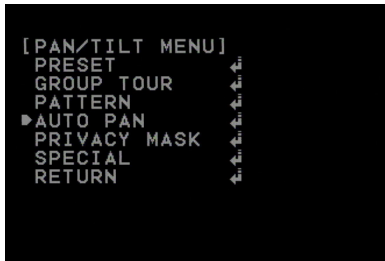 [PAN/TILT MENU]
PRESET
GROUP TOUR
PATTERN
AUTO PAN
PRIVACY MASK
SPECIAL
RETURN